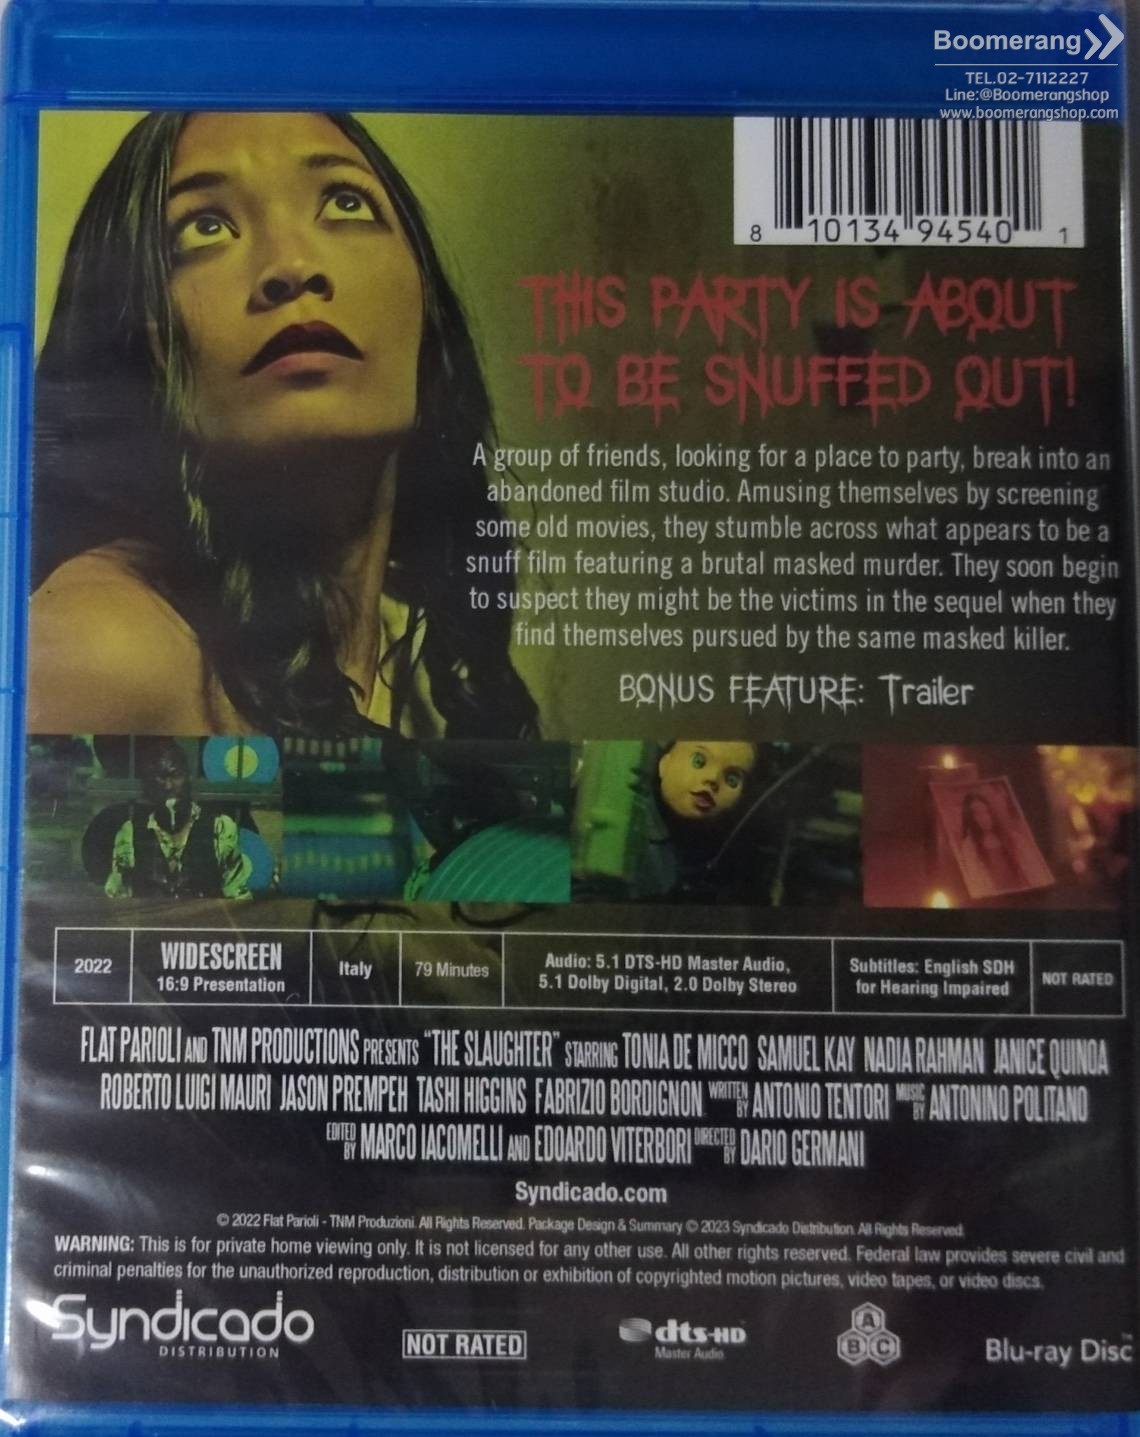 Boomerang
TEL.02-7112227
Line:@Boomerangshop
www.boomerangshop.com
8 10134 94540 1
THIS PARTY IS ABOUT
TO BE SNUFFED OUT!
A group of friends, looking for a place to party, break into an
abandoned film studio. Amusing themselves by screening
some old movies, they stumble across what appears to be a
snuff film featuring a brutal masked murder. They soon begin
to suspect they might be the victims in the sequel when they
find themselves pursued by the same masked killer.
BONUS FEATURE: Trailer
2022 WIDESCREEN Italy 79 Minutes Audio: 5.1 DTS-HD Master Audio, Subtitles: English SDH NOT RATED
16:9 Presentation 5.1 Dolby Digital, 2.0 Dolby Stereo for Hearing Impaired
FLAT PARIOLI AND TNM PRODUCTIONS PRESENTS "THE SLAUGHTER" STARRING TONIA DE MICCO SAMUEL KAY NADIA RAHMAN JANICE QUINOA
ROBERTO LUIGI MAURI JASON PREMPEH TASHI HIGGINS FABRIZIO BORDIGNON WRITTEN BY ANTONIO TENTORI MUSIC BY ANTONINO POLITANO
EDITED BY MARCO IACOMELLI AND EDOARDO VITERBORI DIRECTED BY DARIO GERMANI
Syndicado.com
© 2022 Flat Parioli - TNM Produzioni. All Rights Reserved. Package Design & Summary © 2023 Syndicado Distribution. All Rights Reserved.
WARNING: This is for private home viewing only. It is not licensed for any other use. All other rights reserved. Federal law provides severe civil and
criminal penalties for the unauthorized reproduction, distribution or exhibition of copyrighted motion pictures, video tapes, or video discs.
Syndicado
DISTRIBUTION
NOT RATED
dts-HD
Master Audio
A
B C
Blu-ray Disc™